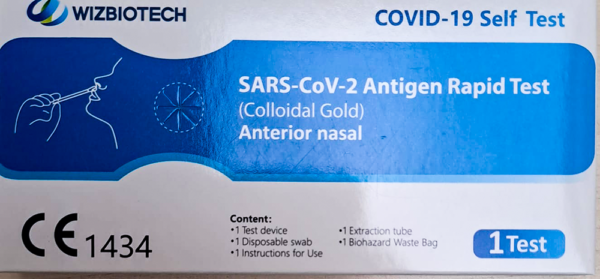 WIZBIOTECH
COVID-19 Self Test
SARS-CoV-2 Antigen Rapid Test
(Colloidal Gold)
Anterior nasal
CE 1434
Content:
•1 Test device
•1 Disposable swab
•1 Instructions for Use
•1 Extraction tube
•1 Biohazard Waste Bag
1 Test